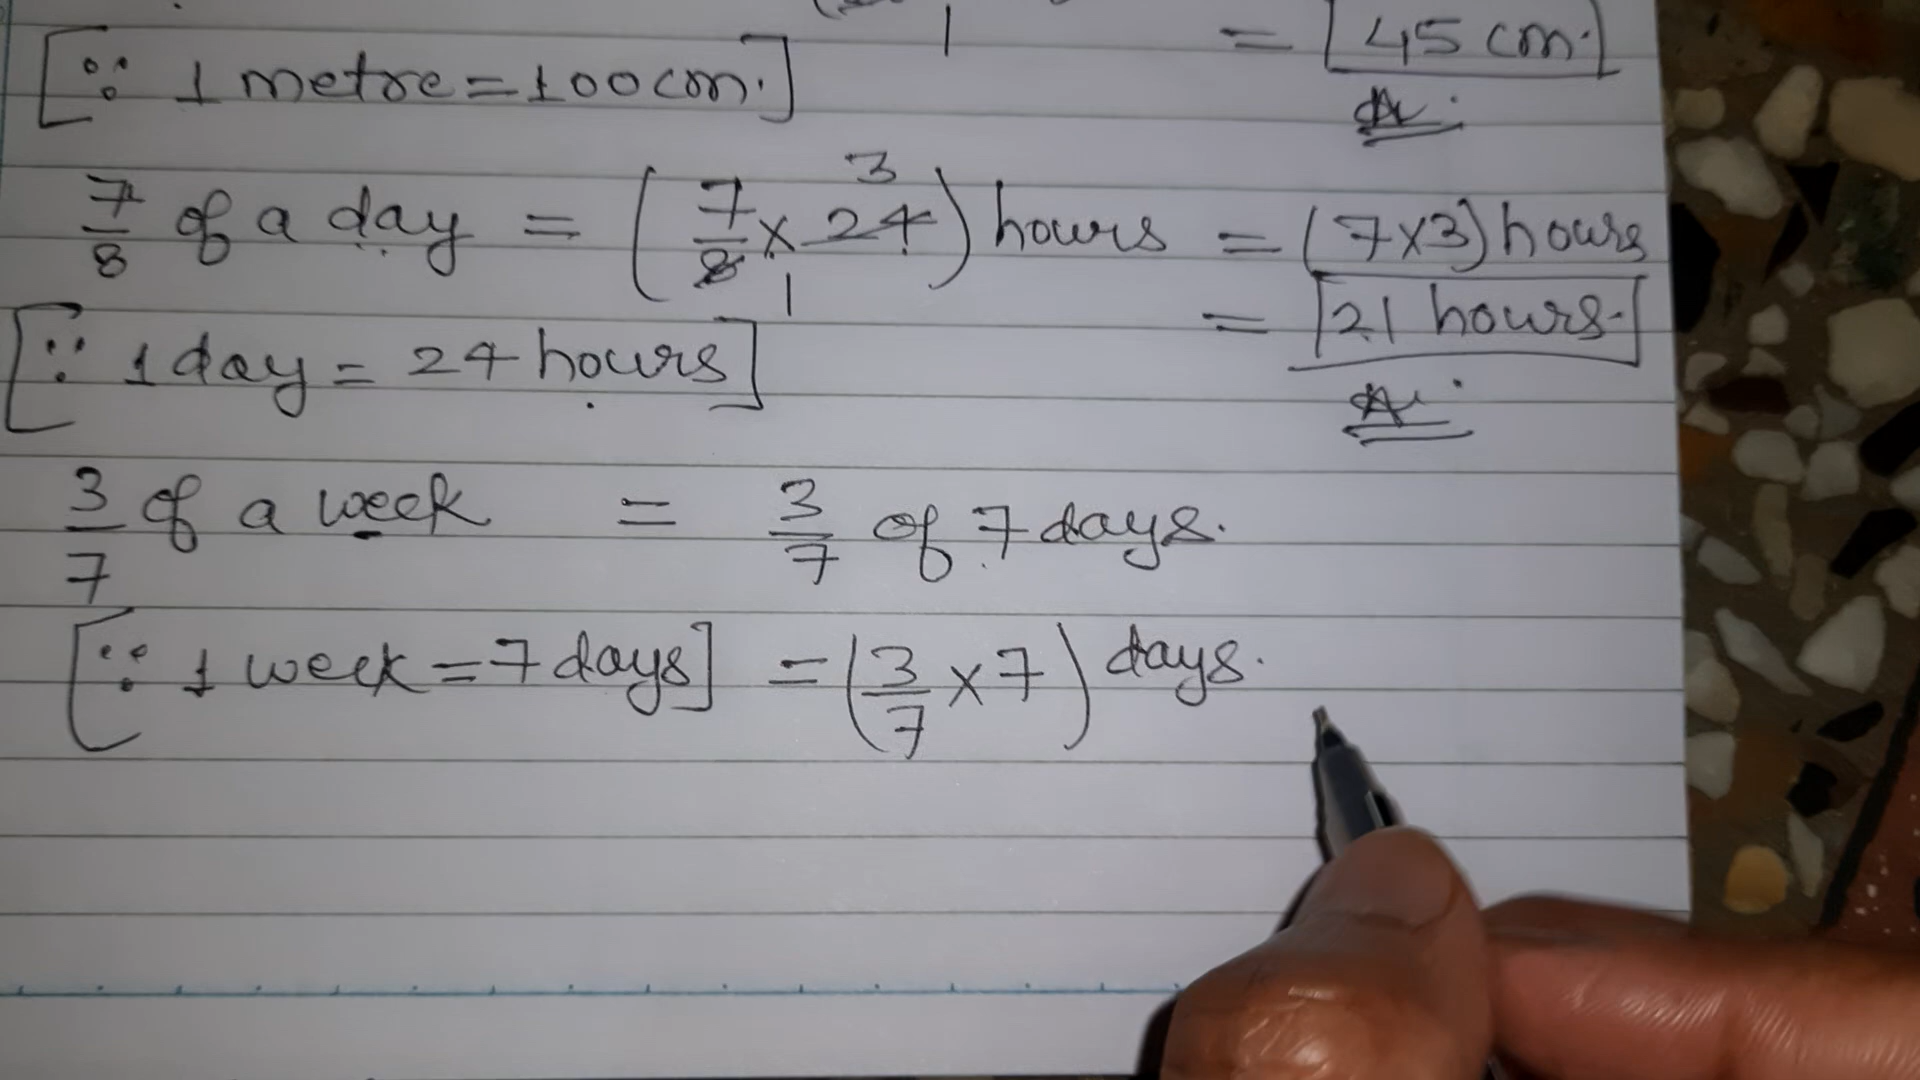 = 45 cm.
[∵ 1 metre = 100 cm.] 1
3
7/8 of a day = (7/8 × 24) hours = (7×3) hours
1
= 21 hours.
[∵ 1 day = 24 hours]
3/7 of a week = 3/7 of 7 days.
[∵ 1 week = 7 days] = (3/7 × 7) days.